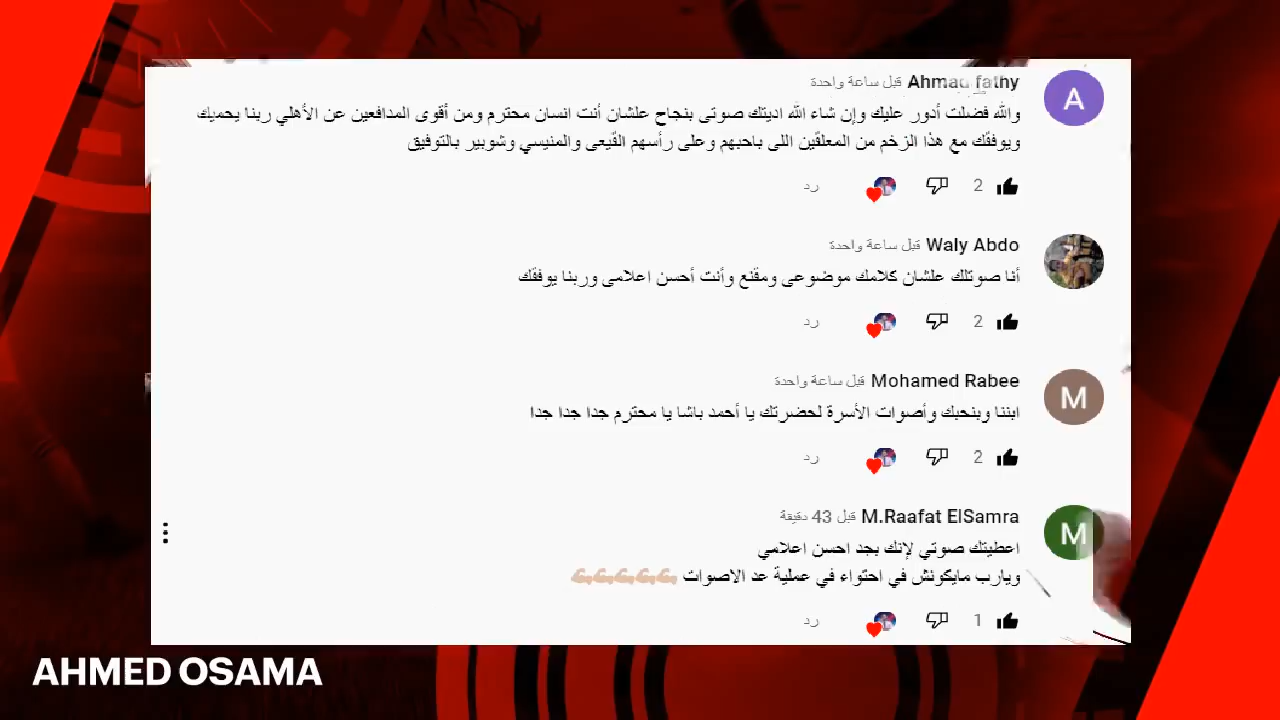 Ahmad fathy قبل ساعة واحدة
والله فضلت أدور عليك وإن شاء الله اديتك صوتى بنجاح علشان أنت انسان محترم ومن أقوى المدافعين عن الأهلي ربنا يحميك
ويوفقك مع هذا الزخم من المعلقين اللى باحبهم وعلى رأسهم القيعى والمنيسي وشوبير بالتوفيق
2 رد
Waly Abdo قبل ساعة واحدة
أنا صوتلك علشان كلامك موضوعى ومقنع وأنت أحسن اعلامى وربنا يوفقك
2 رد
Mohamed Rabee قبل ساعة واحدة
ابننا وبنحبك وأصوات الأسرة لحضرتك يا أحمد باشا يا محترم جدا جدا جدا
2 رد
M.Raafat ElSamra قبل 43 دقيقة
اعطيتك صوتي لإنك بجد احسن اعلامي
ويارب مايكونش في احتواء في عملية عد الاصوات 💪🏼💪🏼💪🏼💪🏼💪🏼
1 رد
A
M
M
AHMED OSAMA